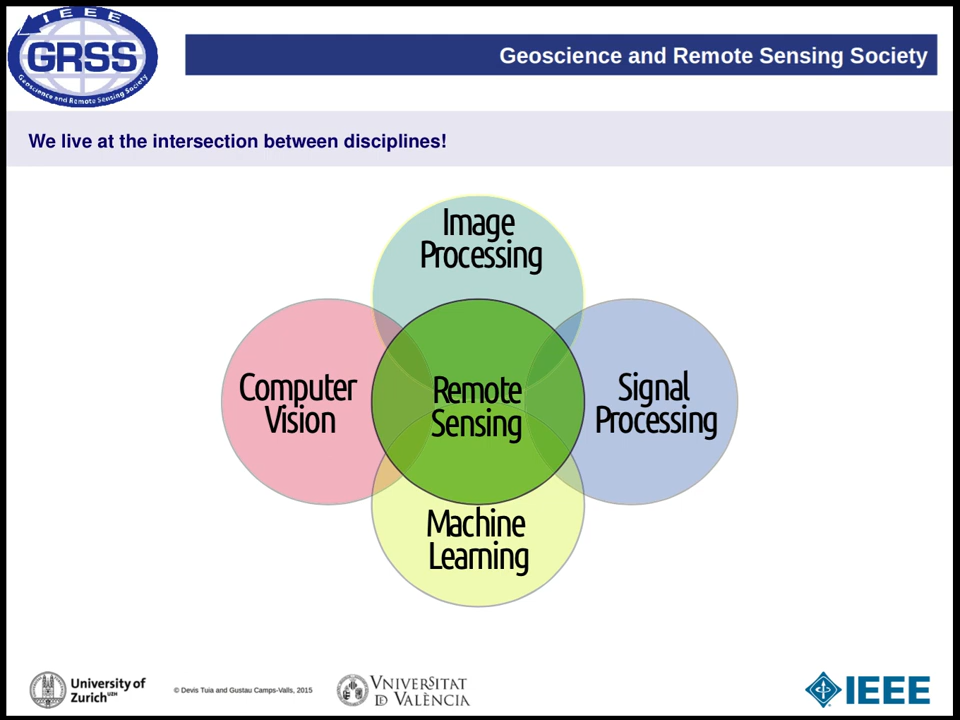 IEEE
GRSS
Geoscience and Remote Sensing Society
Geoscience and Remote Sensing Society
We live at the intersection between disciplines!
Image
Processing
Computer
Vision
Remote
Sensing
Signal
Processing
Machine
Learning
University of
Zurich UZH
© Devis Tuia and Gustau Camps-Valls, 2015
VNIVERSITAT
D VALÈNCIA
IEEE